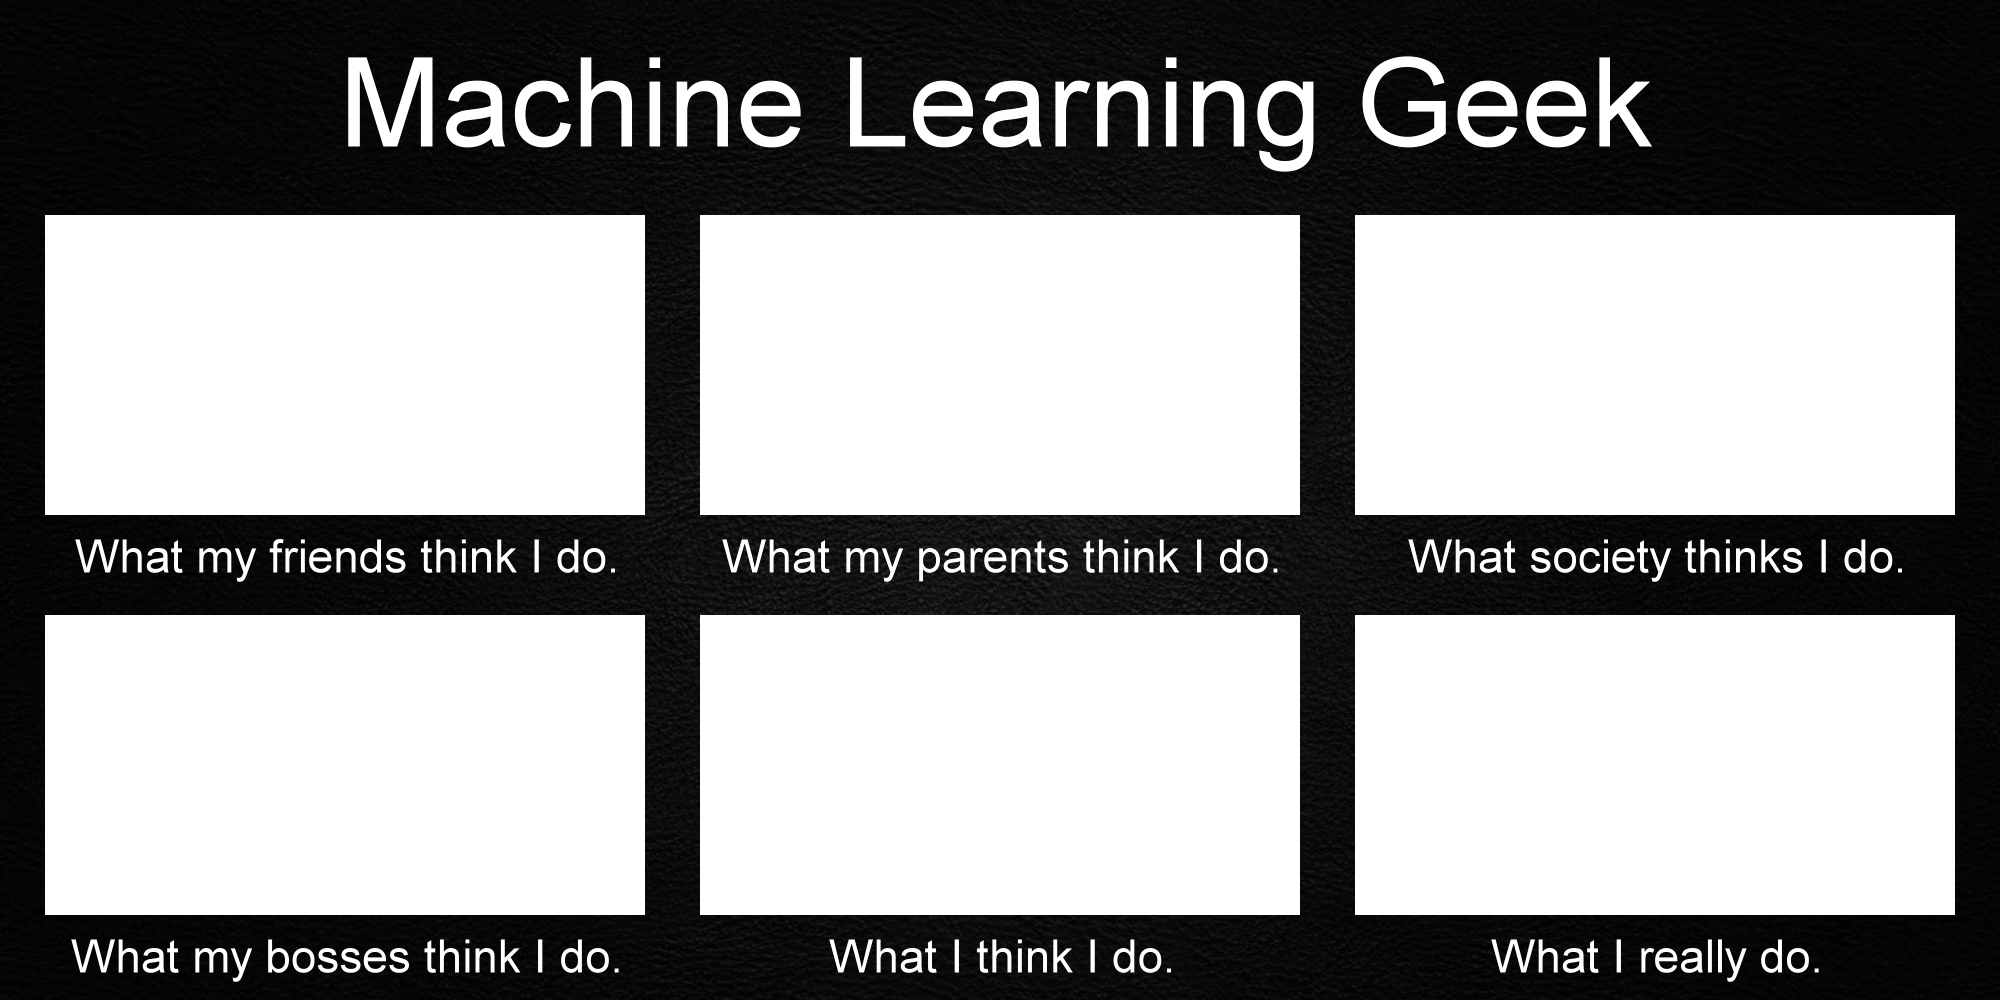 Machine Learning Geek
What my friends think I do.
What my parents think I do.
What society thinks I do.
What my bosses think I do.
What I think I do.
What I really do.